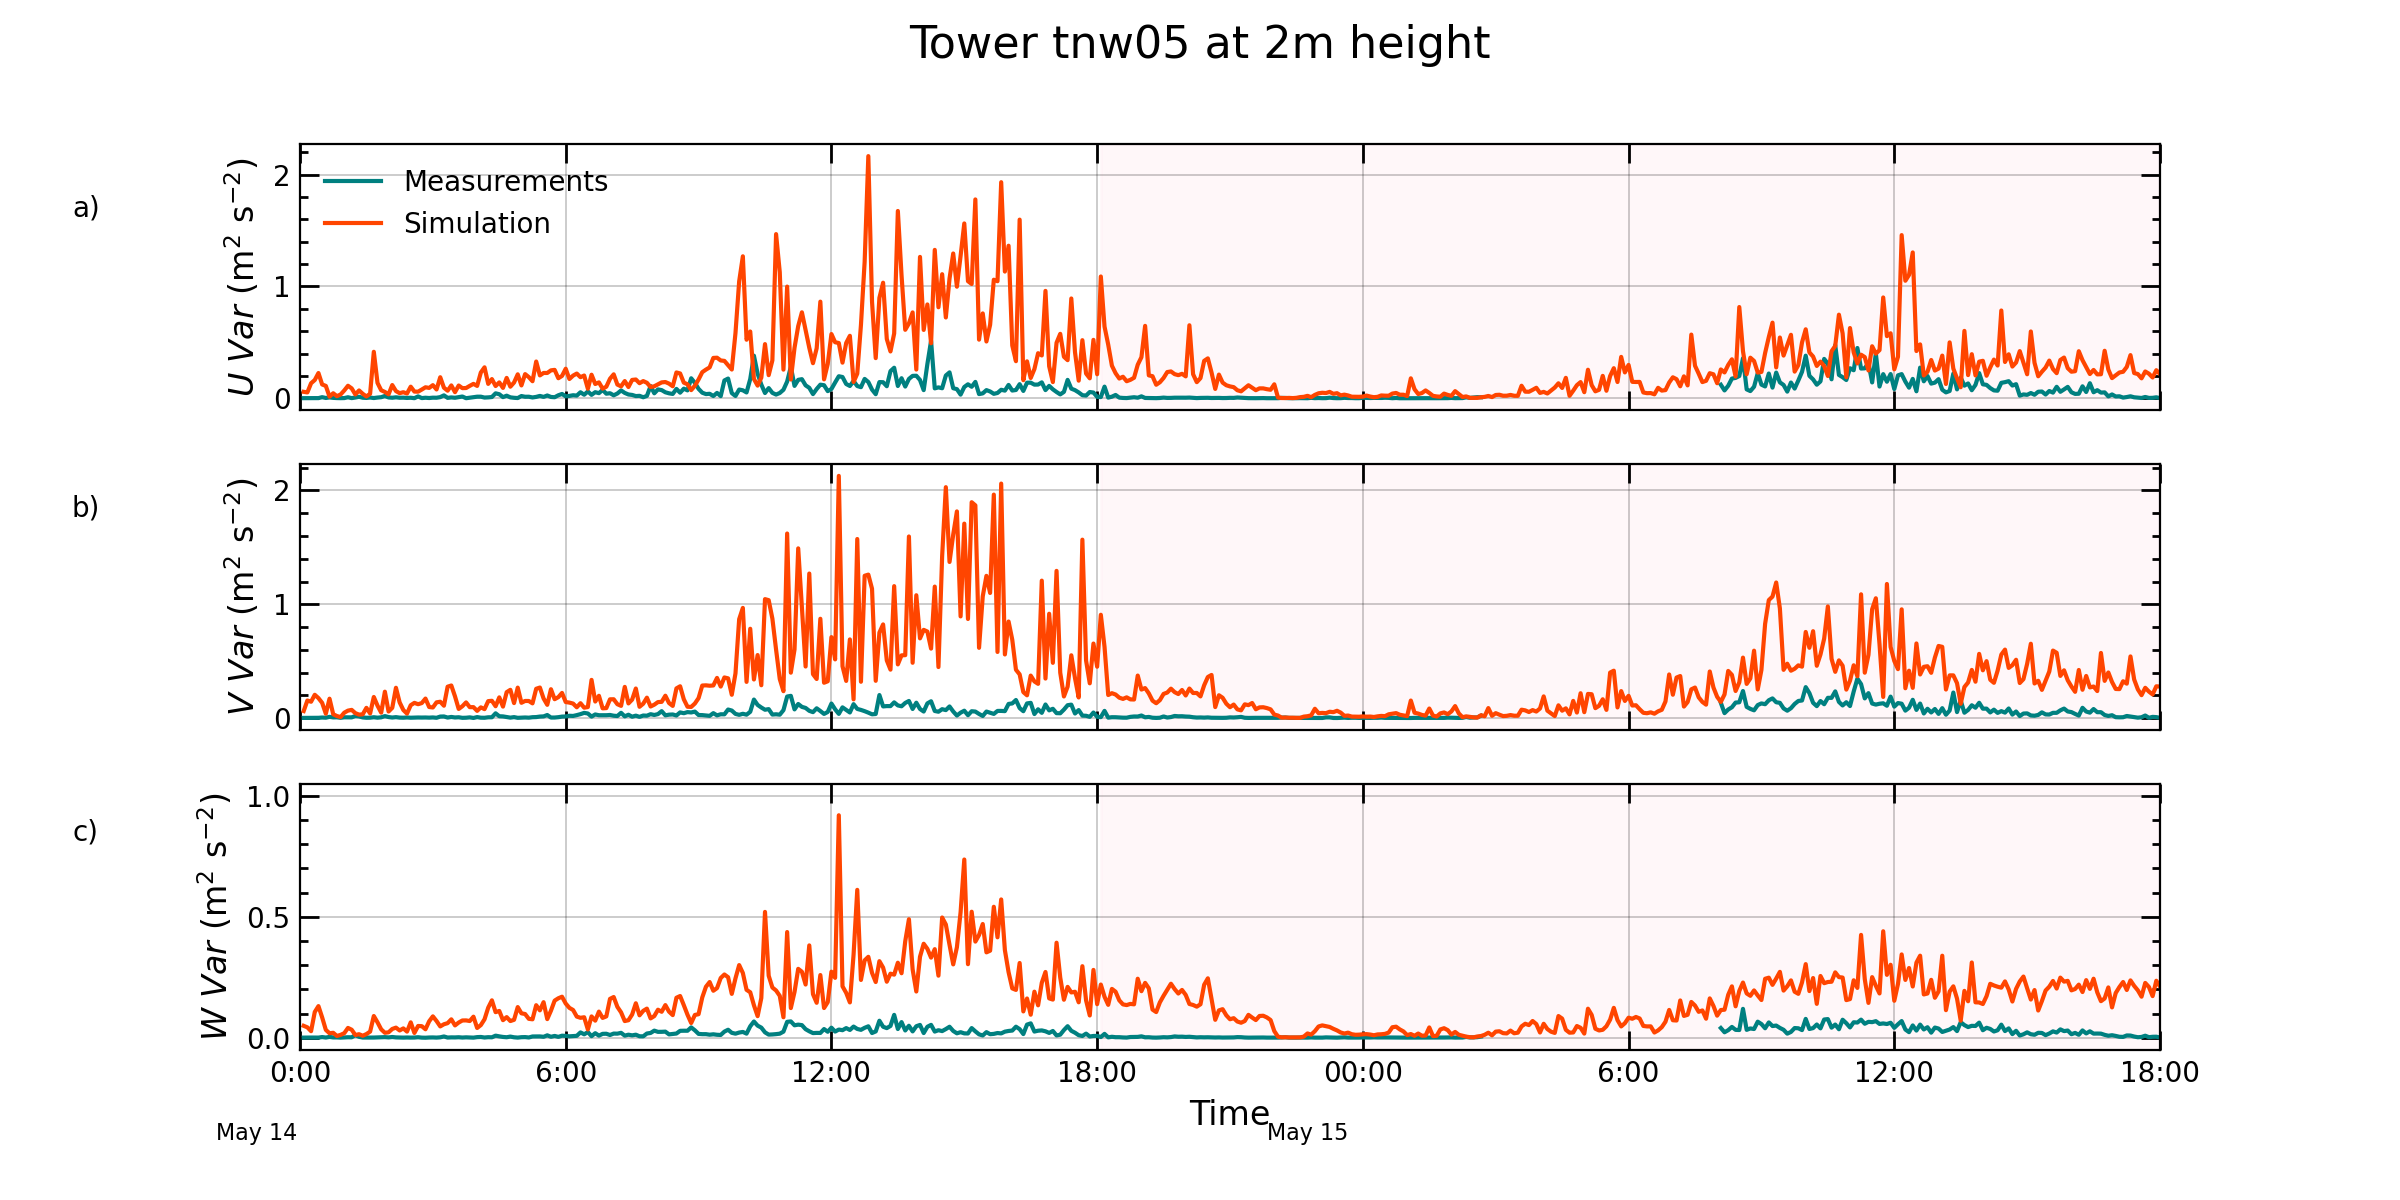 Tower tnw05 at 2m height
a)
U Var (m² s⁻²)
2
1
0
Measurements
Simulation
b)
V Var (m² s⁻²)
2
1
0
c)
W Var (m² s⁻²)
1.0
0.5
0.0
0:00 6:00 12:00 18:00 00:00 6:00 12:00 18:00
Time
May 14 May 15